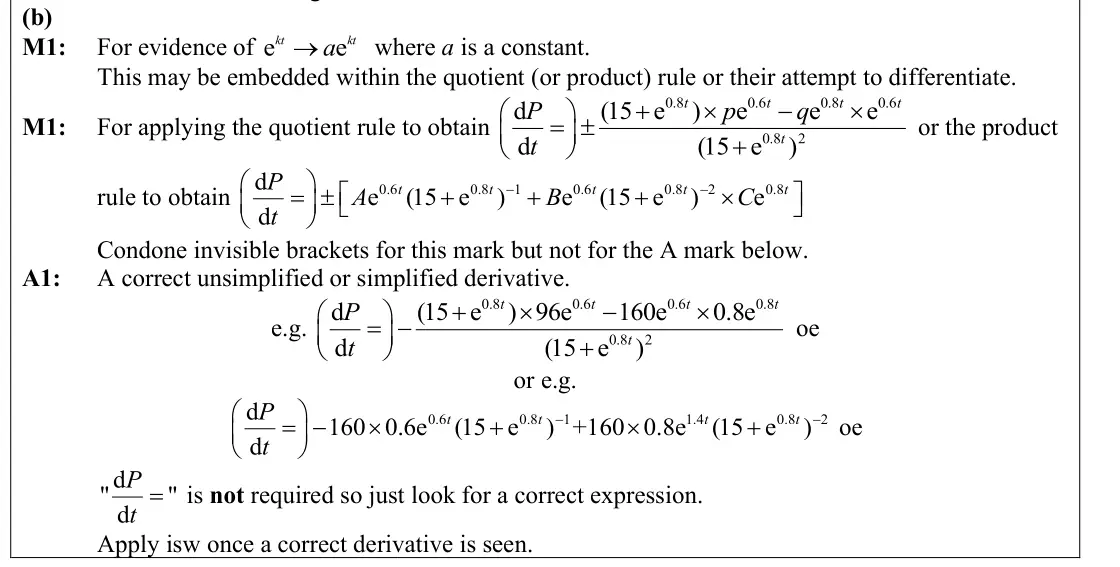 (b)
M1: For evidence of e^{kt} → ae^{kt} where a is a constant.
This may be embedded within the quotient (or product) rule or their attempt to differentiate.
M1: For applying the quotient rule to obtain (dP/dt =) ± ((15 + e^{0.8t}) × pe^{0.6t} − qe^{0.8t} × e^{0.6t})/(15 + e^{0.8t})^2 or the product
rule to obtain (dP/dt =) ± [Ae^{0.6t}(15 + e^{0.8t})^{−1} + Be^{0.6t}(15 + e^{0.8t})^{−2} × Ce^{0.8t}]
Condone invisible brackets for this mark but not for the A mark below.
A1: A correct unsimplified or simplified derivative.
e.g. (dP/dt =) − ((15 + e^{0.8t}) × 96e^{0.6t} − 160e^{0.6t} × 0.8e^{0.8t})/(15 + e^{0.8t})^2 oe
or e.g.
(dP/dt =) −160 × 0.6e^{0.6t}(15 + e^{0.8t})^{−1} + 160 × 0.8e^{1.4t}(15 + e^{0.8t})^{−2} oe
"dP/dt =" is not required so just look for a correct expression.
Apply isw once a correct derivative is seen.